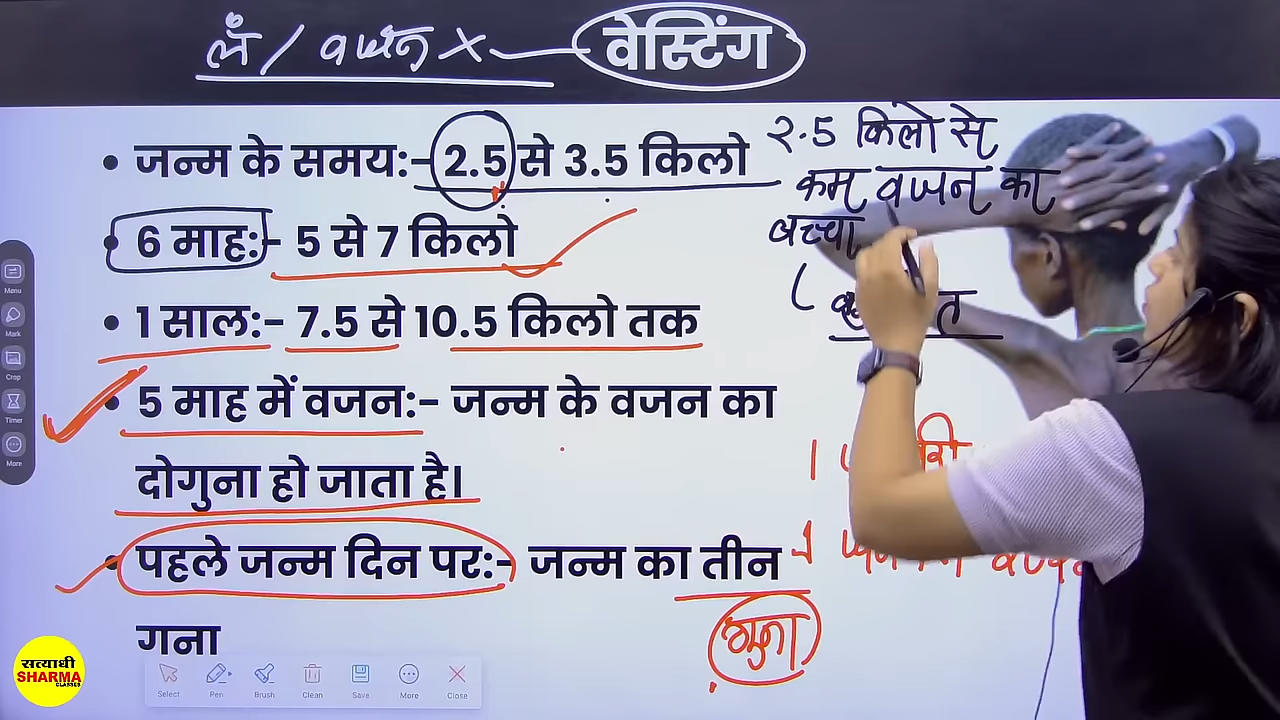 लं / वजन × वेस्टिंग
• जन्म के समय:- 2.5 से 3.5 किलो
2.5 किलो से
कम वजन का
बच्चा
• 6 माह:- 5 से 7 किलो
• 1 साल:- 7.5 से 10.5 किलो तक
• 5 माह में वजन:- जन्म के वजन का
दोगुना हो जाता है।
• पहले जन्म दिन पर:- जन्म का तीन
गना
गुना
Menu
Mark
Crop
Timer
More
Select
Pen
Brush
Clean
Save
More
Close
सत्यार्थी
SHARMA
CLASSES